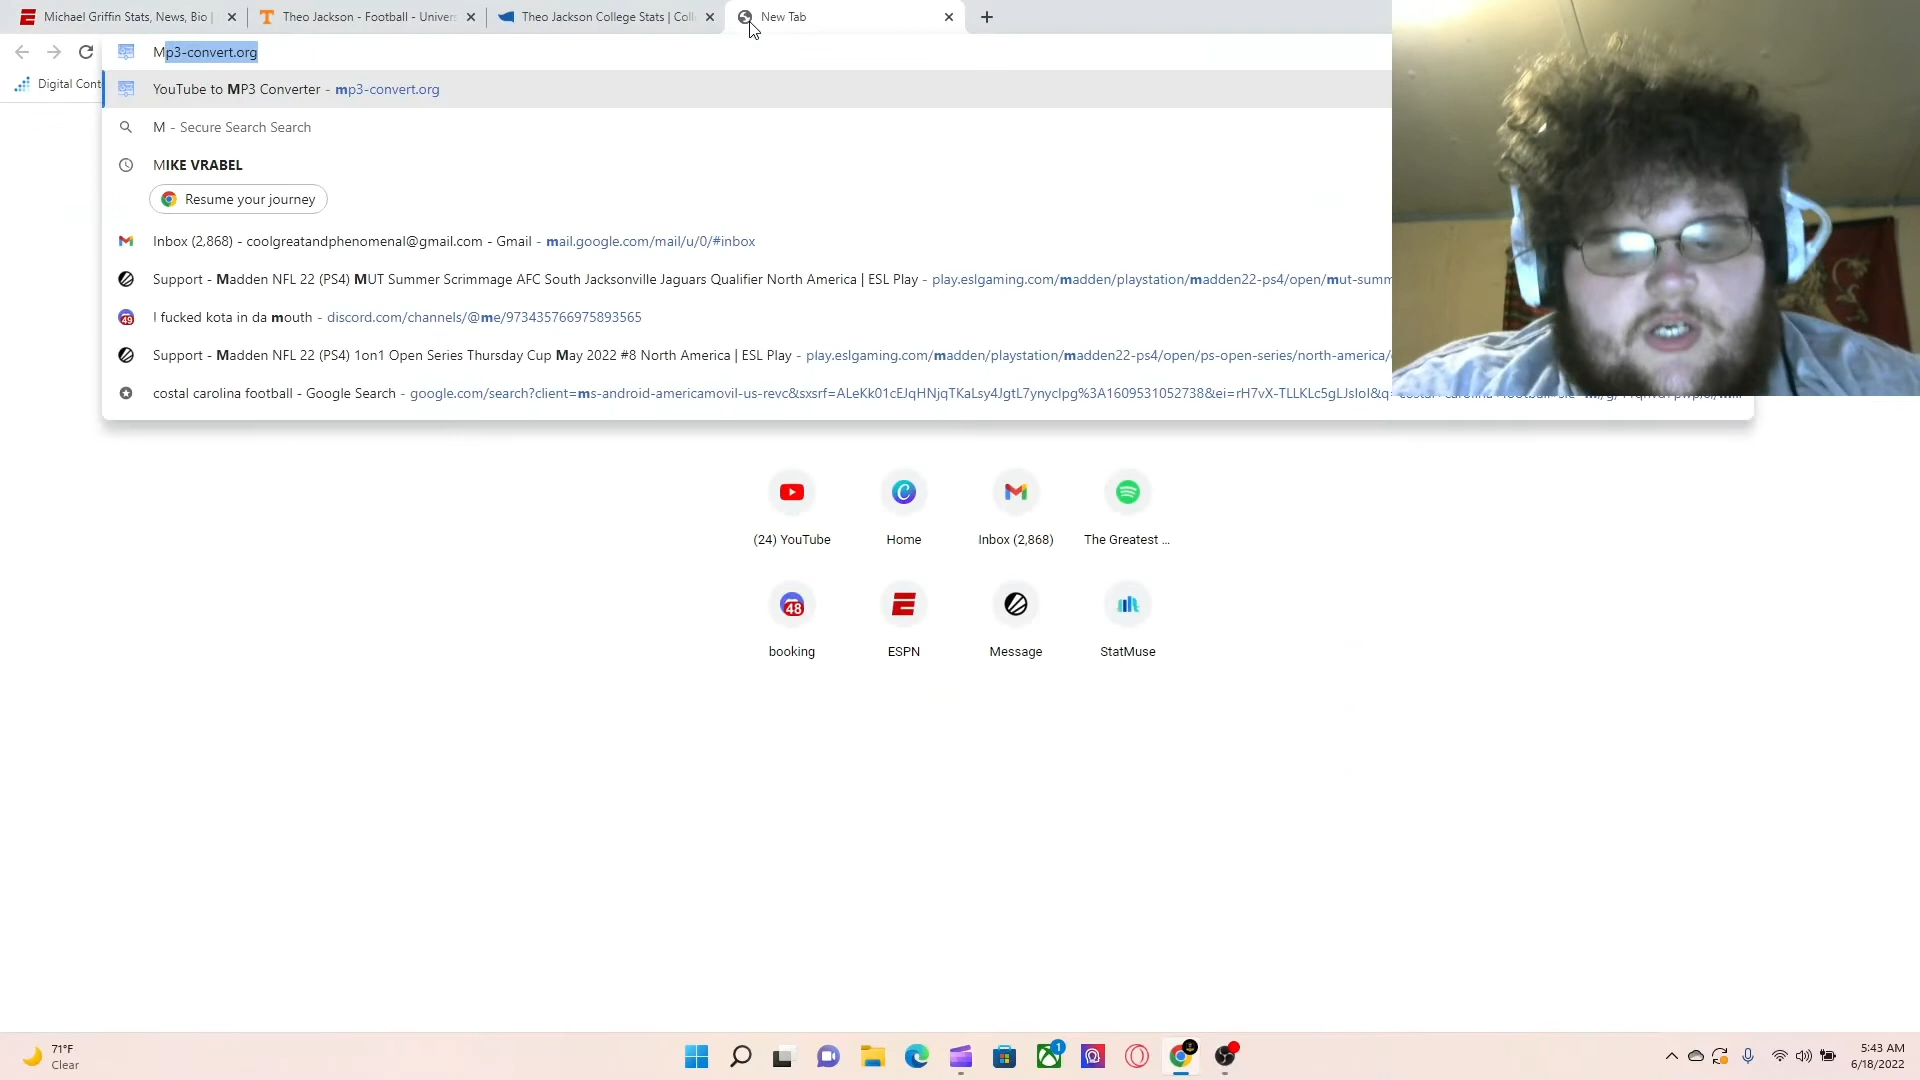 Michael Griffin Stats, News, Bio |
Theo Jackson - Football - Univers
Theo Jackson College Stats | Coll
New Tab
Mp3-convert.org
Digital Cont
YouTube to MP3 Converter - mp3-convert.org
M - Secure Search Search
MIKE VRABEL
Resume your journey
Inbox (2,868) - coolgreatandphenomenal@gmail.com - Gmail - mail.google.com/mail/u/0/#inbox
Support - Madden NFL 22 (PS4) MUT Summer Scrimmage AFC South Jacksonville Jaguars Qualifier North America | ESL Play - play.eslgaming.com/madden/playstation/madden22-ps4/open/mut-summ
49
I fucked kota in da mouth - discord.com/channels/@me/973435766975893565
Support - Madden NFL 22 (PS4) 1on1 Open Series Thursday Cup May 2022 #8 North America | ESL Play - play.eslgaming.com/madden/playstation/madden22-ps4/open/ps-open-series/north-america/
costal carolina football - Google Search - google.com/search?client=ms-android-americamovil-us-revc&sxsrf=ALeKk01cEJqHNjqTKaLsy4JgtL7ynycIpg%3A1609531052738&ei=rH7vX-TLLKLc5gLJsIoI&q=
(24) YouTube
Home
Inbox (2,868)
The Greatest ...
48
booking
ESPN
Message
StatMuse
71°F
Clear
1
5:43 AM
6/18/2022